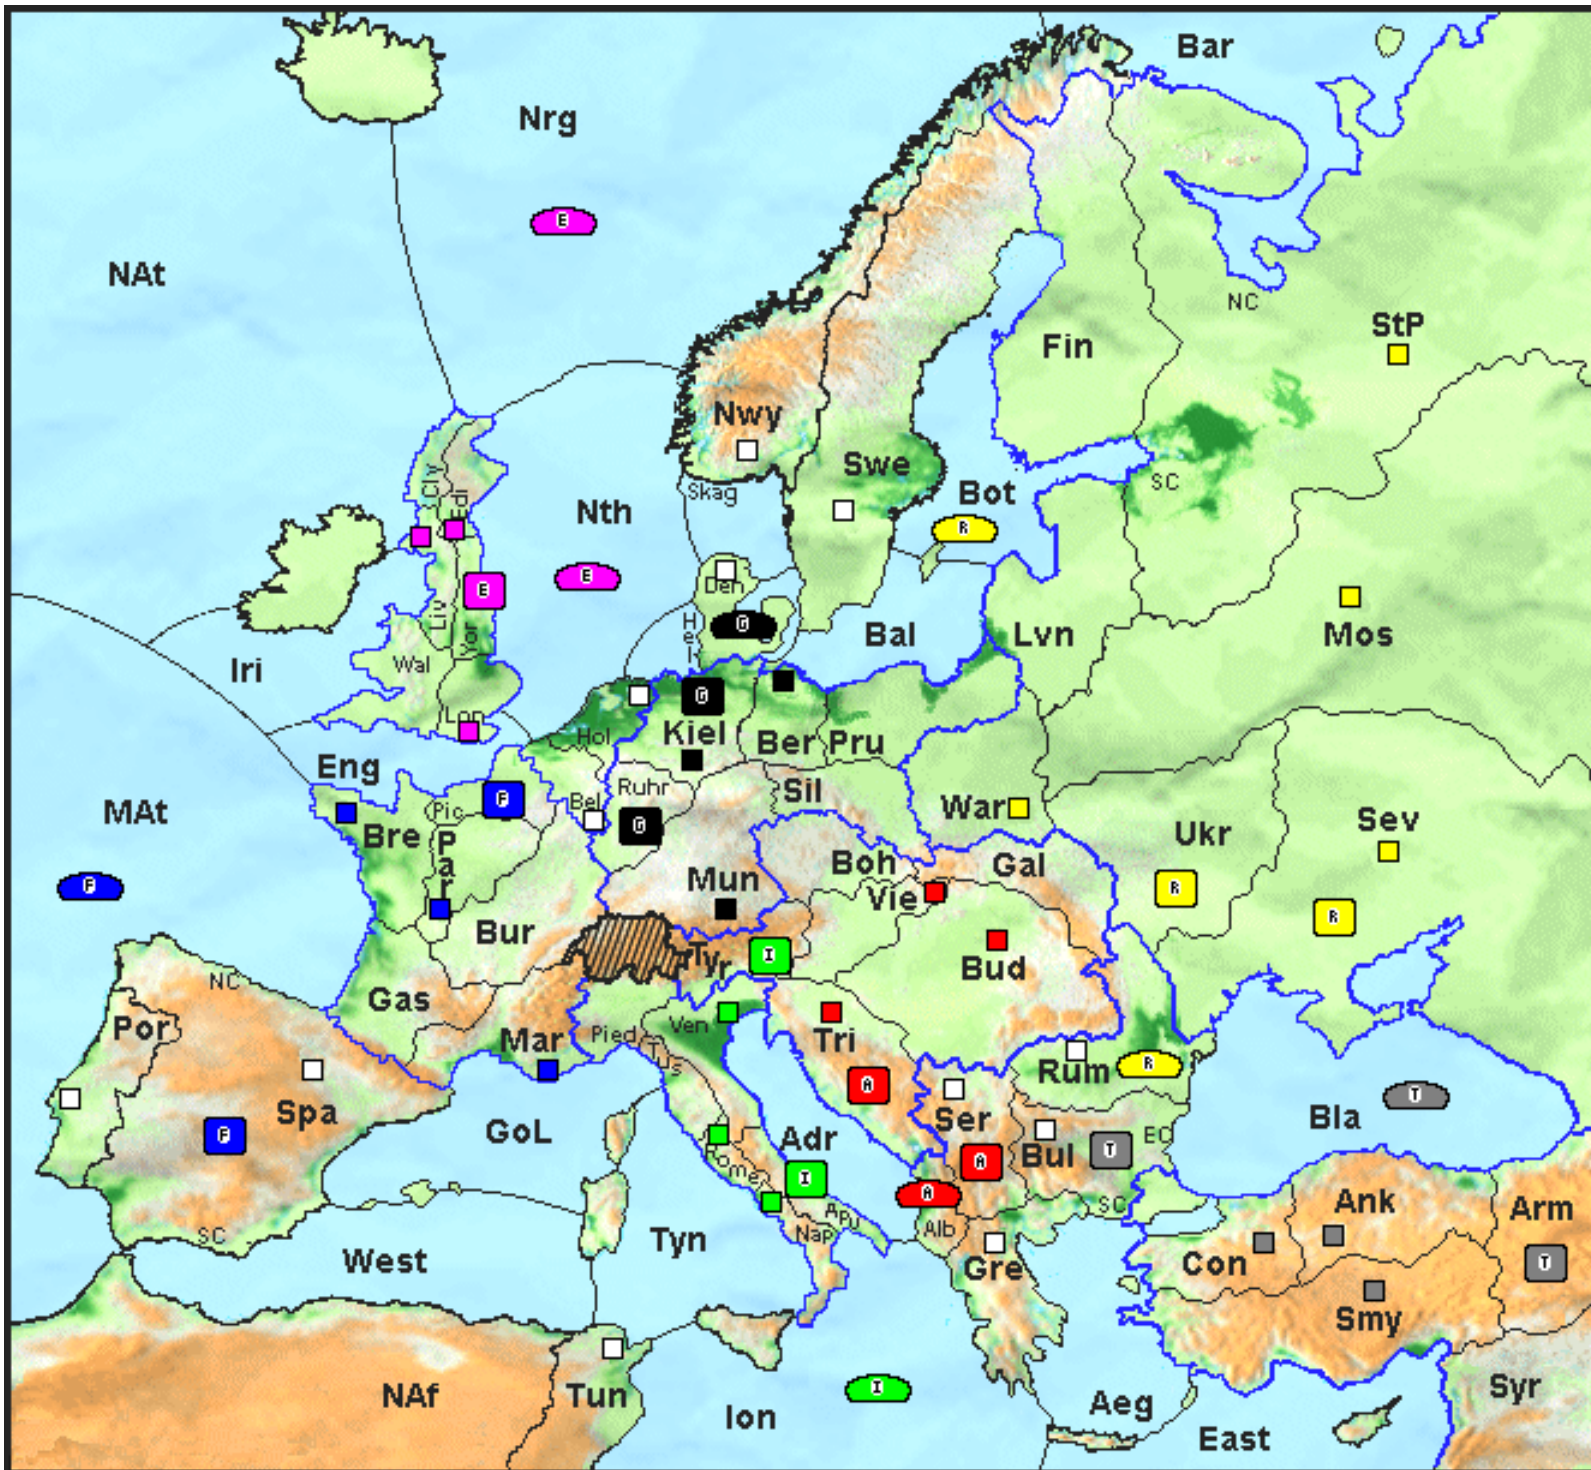 Bar
Nrg
E
NAt
NC
StP
Fin
Nwy
Swe
Cly
Edi
Skag
Bot
SC
Nth
R
E
E
Den
G
Hel
Bal
Lvn
Mos
Liv
Yor
Wal
Iri
Lon
G
Hol
Kiel
Ber
Pru
Eng
Ruhr
Sil
F
Pic
Bel
War
MAt
Bre
Par
G
Ukr
Sev
Boh
Gal
F
Mun
Vie
R
R
Bur
Tyr
I
Bud
NC
Gas
Por
Mar
Pied
Ven
Tri
Tus
Rum
R
A
Spa
GoL
Ser
Bla
T
F
Adr
EC
Bul
T
A
Rome
I
A
SC
Ank
Arm
Apu
Alb
Nap
SC
Tyn
West
Gre
Con
T
Smy
NAf
Tun
I
Syr
Ion
Aeg
East